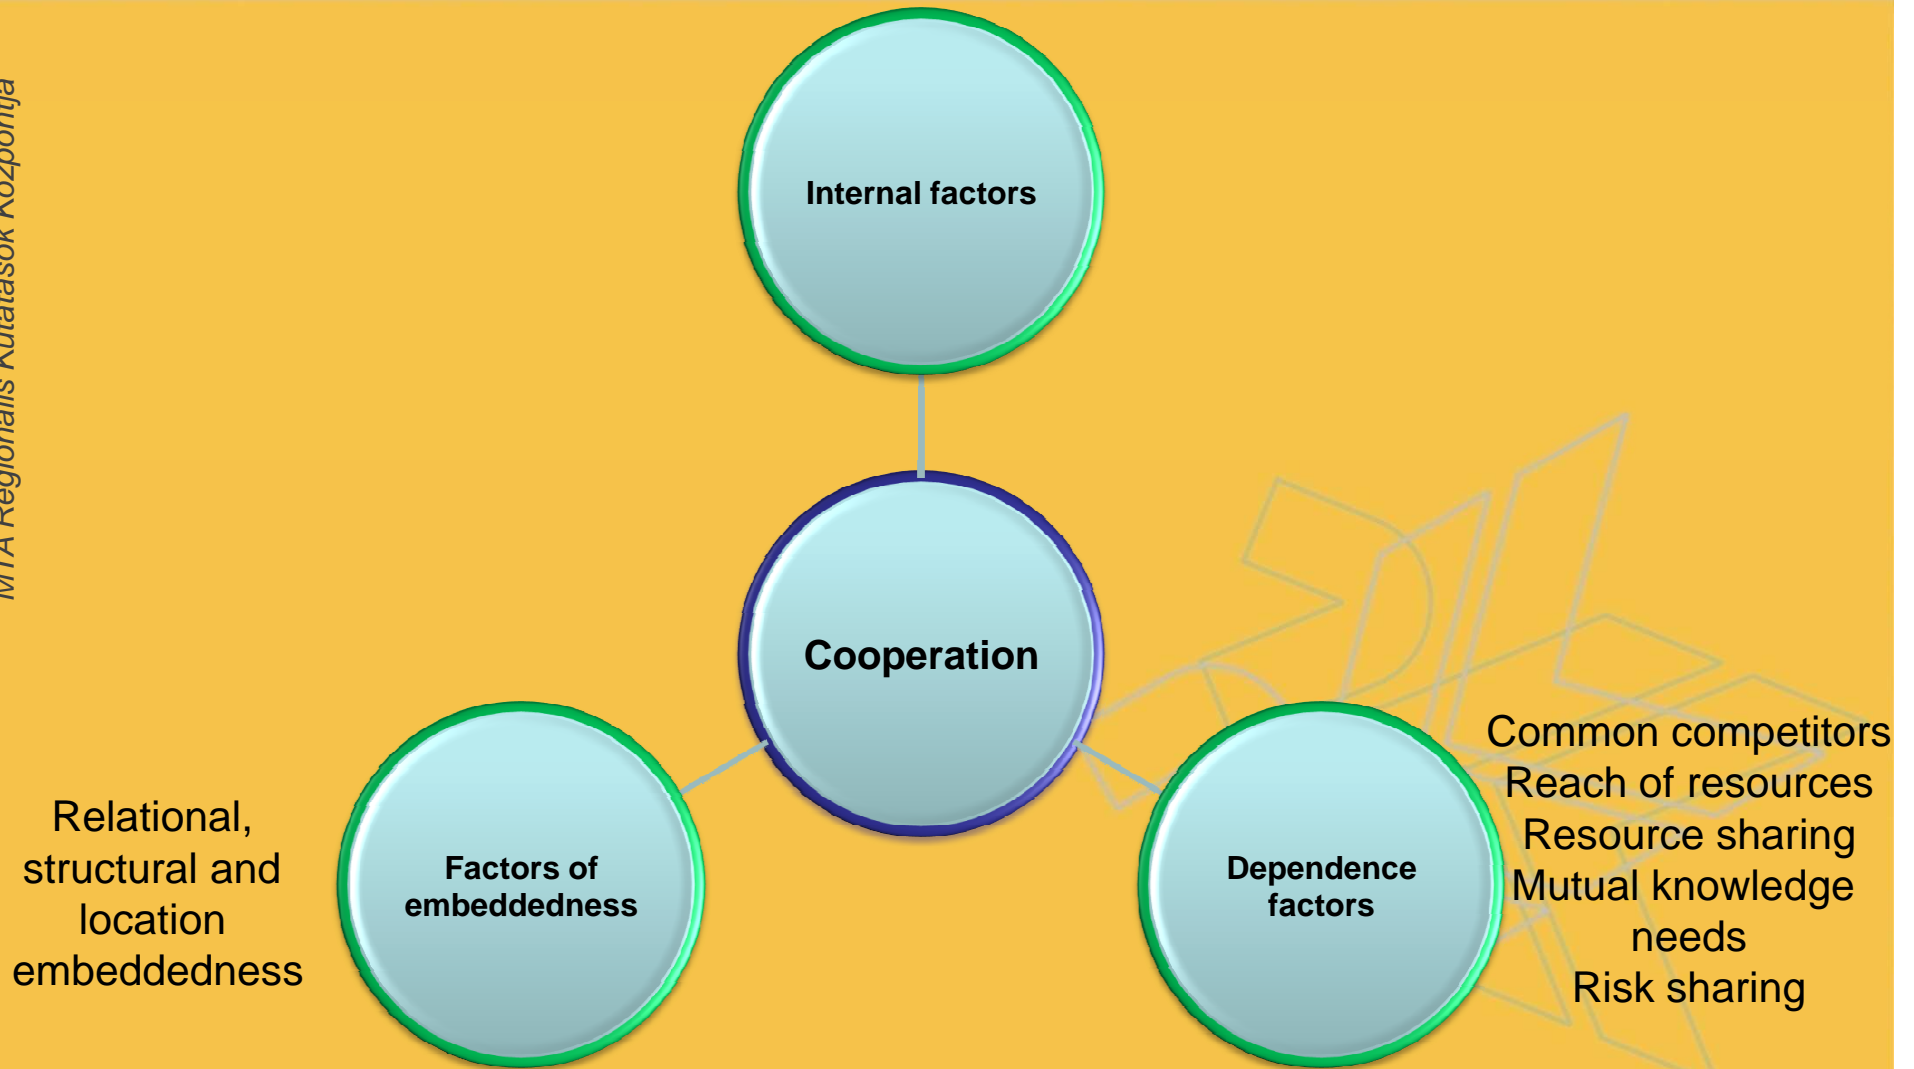 MTA Regionális Kutatások Központja
Internal factors
Cooperation
Relational,
structural and
location
embeddedness
Factors of
embeddedness
Dependence
factors
Common competitors
Reach of resources
Resource sharing
Mutual knowledge
needs
Risk sharing